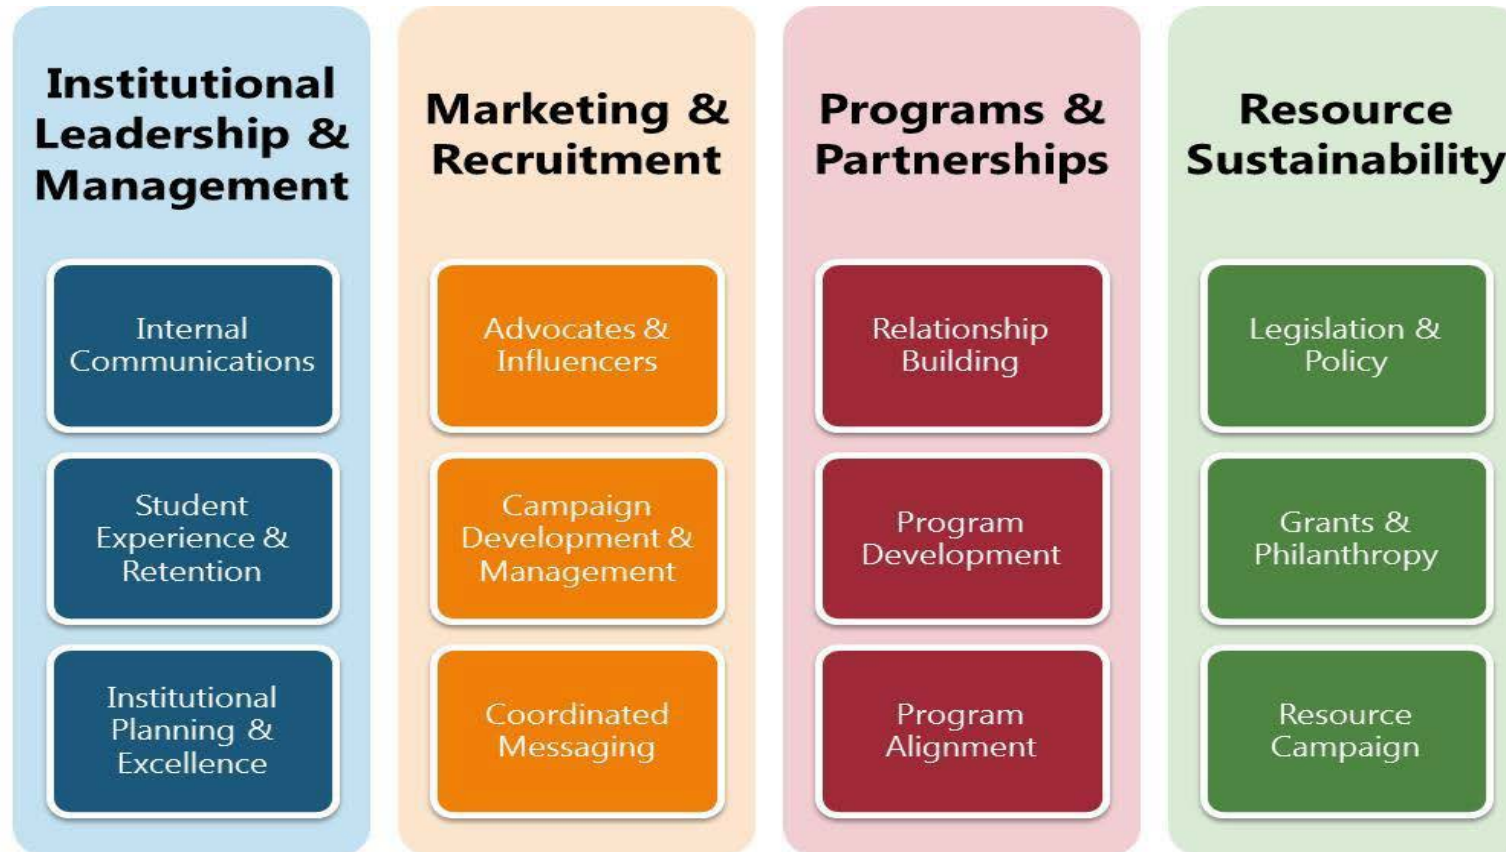 Institutional
Leadership &
Management
Internal
Communications
Student
Experience &
Retention
Institutional
Planning &
Excellence
Marketing &
Recruitment
Advocates &
Influencers
Campaign
Development &
Management
Coordinated
Messaging
Programs &
Partnerships
Relationship
Building
Program
Development
Program
Alignment
Resource
Sustainability
Legislation &
Policy
Grants &
Philanthropy
Resource
Campaign